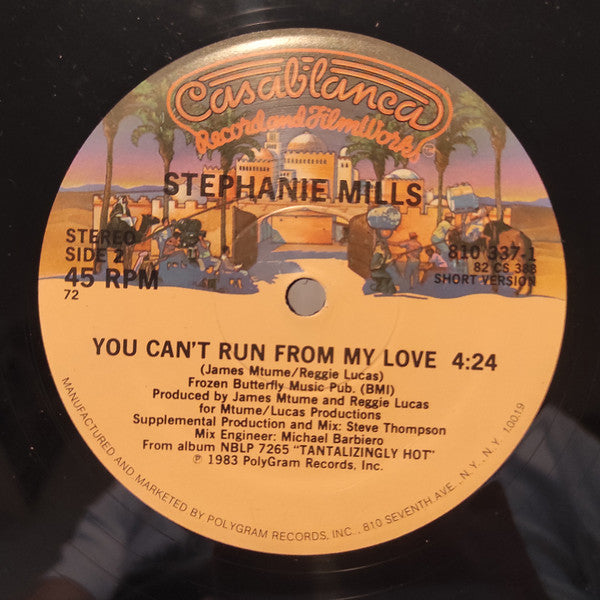 Casablanca
Record and FilmWorks
STEPHANIE MILLS
STEREO
SIDE 2
45 RPM
72
810 337-1
82 CS 388
SHORT VERSION
YOU CAN'T RUN FROM MY LOVE 4:24
(James Mtume/Reggie Lucas)
Frozen Butterfly Music Pub. (BMI)
Produced by James Mtume and Reggie Lucas
for Mtume/Lucas Productions
Supplemental Production and Mix: Steve Thompson
Mix Engineer: Michael Barbiero
From album NBLP 7265 "TANTALIZINGLY HOT"
℗ 1983 PolyGram Records, Inc.
MANUFACTURED AND MARKETED BY POLYGRAM RECORDS, INC., 810 SEVENTH AVE., N.Y., N.Y. 10019